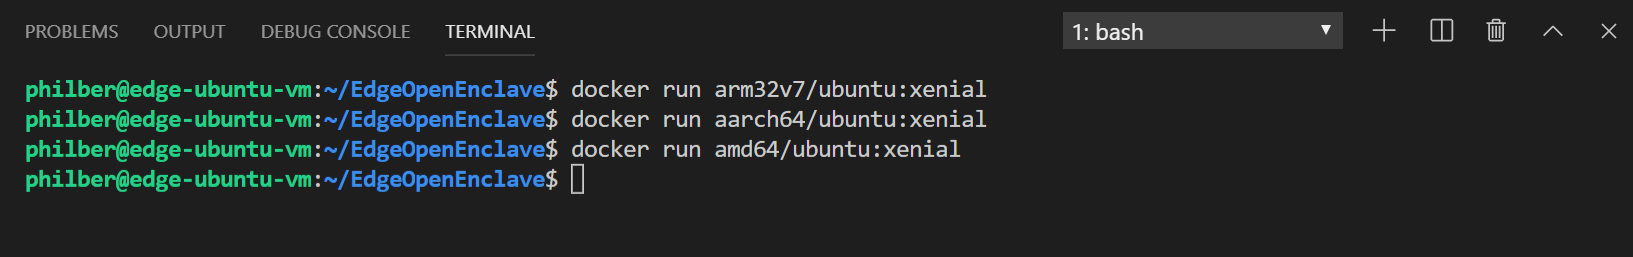 PROBLEMS OUTPUT DEBUG CONSOLE TERMINAL 1: bash
philber@edge-ubuntu-vm:~/EdgeOpenEnclave$ docker run arm32v7/ubuntu:xenial
philber@edge-ubuntu-vm:~/EdgeOpenEnclave$ docker run aarch64/ubuntu:xenial
philber@edge-ubuntu-vm:~/EdgeOpenEnclave$ docker run amd64/ubuntu:xenial
philber@edge-ubuntu-vm:~/EdgeOpenEnclave$